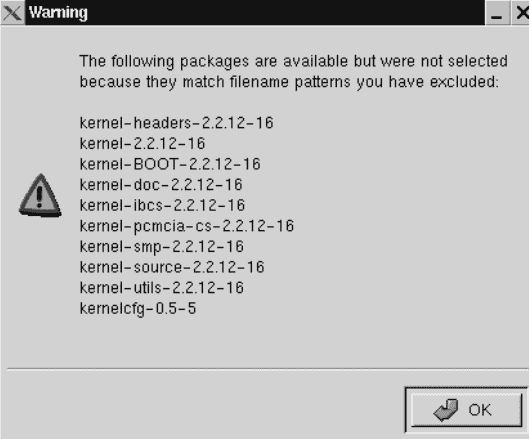 Warning
The following packages are available but were not selected
because they match filename patterns you have excluded:
kernel-headers-2.2.12-16
kernel-2.2.12-16
kernel-BOOT-2.2.12-16
kernel-doc-2.2.12-16
kernel-ibcs-2.2.12-16
kernel-pcmcia-cs-2.2.12-16
kernel-smp-2.2.12-16
kernel-source-2.2.12-16
kernel-utils-2.2.12-16
kernelcfg-0.5-5
OK